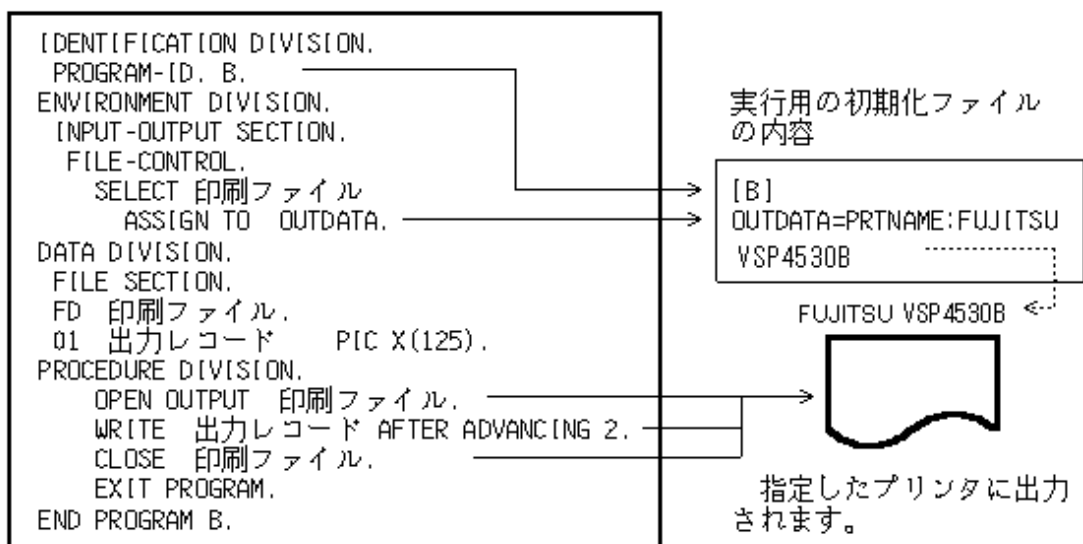 IDENTIFICATION DIVISION.
PROGRAM-ID. B.
ENVIRONMENT DIVISION.
INPUT-OUTPUT SECTION.
FILE-CONTROL.
SELECT 印刷ファイル
ASSIGN TO OUTDATA.
DATA DIVISION.
FILE SECTION.
FD 印刷ファイル.
01 出力レコード PIC X(125).
PROCEDURE DIVISION.
OPEN OUTPUT 印刷ファイル.
WRITE 出力レコード AFTER ADVANCING 2.
CLOSE 印刷ファイル.
EXIT PROGRAM.
END PROGRAM B.
実行用の初期化ファイル
の内容
[B]
OUTDATA=PRTNAME:FUJITSU
VSP4530B
FUJITSU VSP4530B
指定したプリンタに出力
されます。